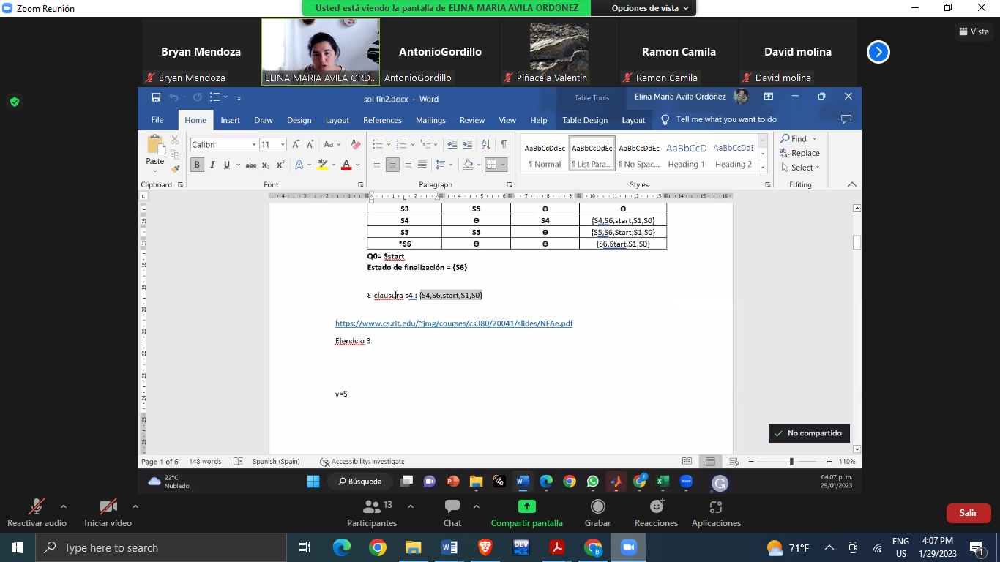 Zoom Reunión
Usted está viendo la pantalla de ELINA MARIA AVILA ORDONEZ
Opciones de vista
Vista
Bryan Mendoza
AntonioGordillo
Ramon Camila
David molina
Bryan Mendoza
ELINA MARIA AVILA ORD...
AntonioGordillo
Piñacela Valentin
Ramon Camila
David molina
sol fin2.docx - Word
Table Tools
Elina Maria Avila Ordóñez
File Home Insert Draw Design Layout References Mailings Review View Help Table Design Layout Tell me what you want to do
Paste
Calibri 11
Clipboard Font Paragraph Styles Editing
AaBbCcDdEe AaBbCcDdEe AaBbCcDdEe AaBbCcD AaBbCcDdE
¶ Normal ¶ List Para... ¶ No Spac... Heading 1 Heading 2
Find
Replace
Select
S3 S5 ϴ ϴ
S4 ϴ S4 {S4,S6,start,S1,S0}
S5 S5 ϴ {S5,S6,Start,S1,S0}
*S6 ϴ ϴ {S6,Start,S1,S0}
Q0= Sstart
Estado de finalización = {S6}
Ɛ-clausura s4 : {S4,S6,start,S1,S0}
https://www.cs.rit.edu/~jmg/courses/cs380/20041/slides/NFAe.pdf
Ejercicio 3
v=S
No compartido
Page 1 of 6 148 words Spanish (Spain) Accessibility: Investigate 110%
22°C
Nublado
Búsqueda
04:07 p. m.
29/01/2023
Reactivar audio
Iniciar vídeo
13
Participantes
Chat
Compartir pantalla
Grabar
Reacciones
Aplicaciones
Salir
Type here to search
71°F
ENG
US
4:07 PM
1/29/2023